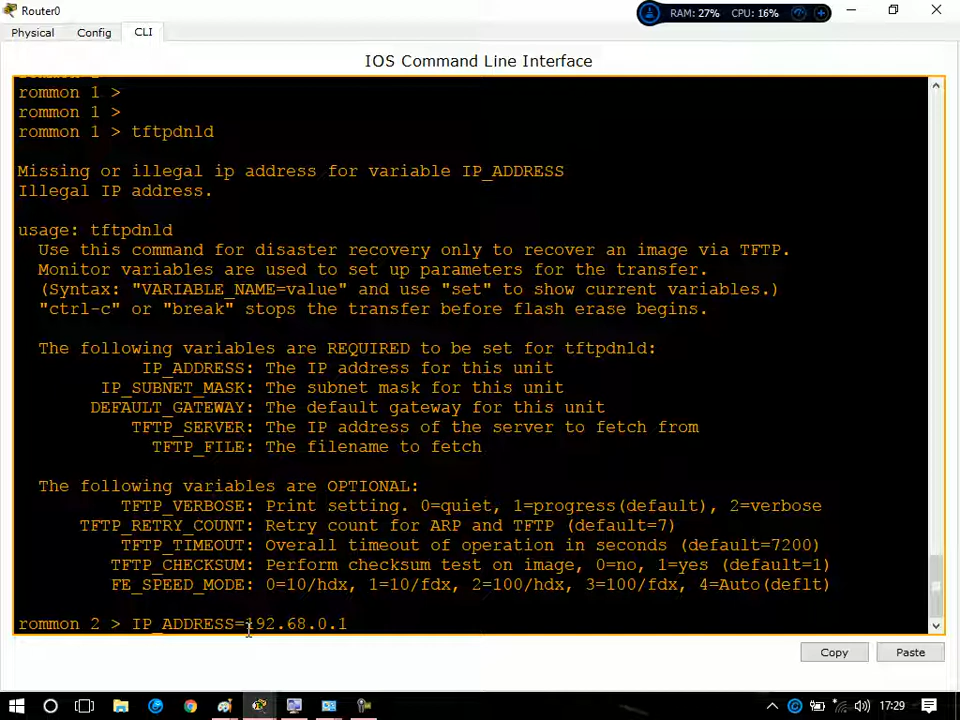 Router0
RAM: 27% CPU: 16%
Physical Config CLI
IOS Command Line Interface
rommon 1 >
rommon 1 >
rommon 1 > tftpdnld
Missing or illegal ip address for variable IP_ADDRESS
Illegal IP address.
usage: tftpdnld
Use this command for disaster recovery only to recover an image via TFTP.
Monitor variables are used to set up parameters for the transfer.
(Syntax: "VARIABLE_NAME=value" and use "set" to show current variables.)
"ctrl-c" or "break" stops the transfer before flash erase begins.
The following variables are REQUIRED to be set for tftpdnld:
IP_ADDRESS: The IP address for this unit
IP_SUBNET_MASK: The subnet mask for this unit
DEFAULT_GATEWAY: The default gateway for this unit
TFTP_SERVER: The IP address of the server to fetch from
TFTP_FILE: The filename to fetch
The following variables are OPTIONAL:
TFTP_VERBOSE: Print setting. 0=quiet, 1=progress(default), 2=verbose
TFTP_RETRY_COUNT: Retry count for ARP and TFTP (default=7)
TFTP_TIMEOUT: Overall timeout of operation in seconds (default=7200)
TFTP_CHECKSUM: Perform checksum test on image, 0=no, 1=yes (default=1)
FE_SPEED_MODE: 0=10/hdx, 1=10/fdx, 2=100/hdx, 3=100/fdx, 4=Auto(deflt)
rommon 2 > IP_ADDRESS=192.68.0.1
Copy Paste
17:29